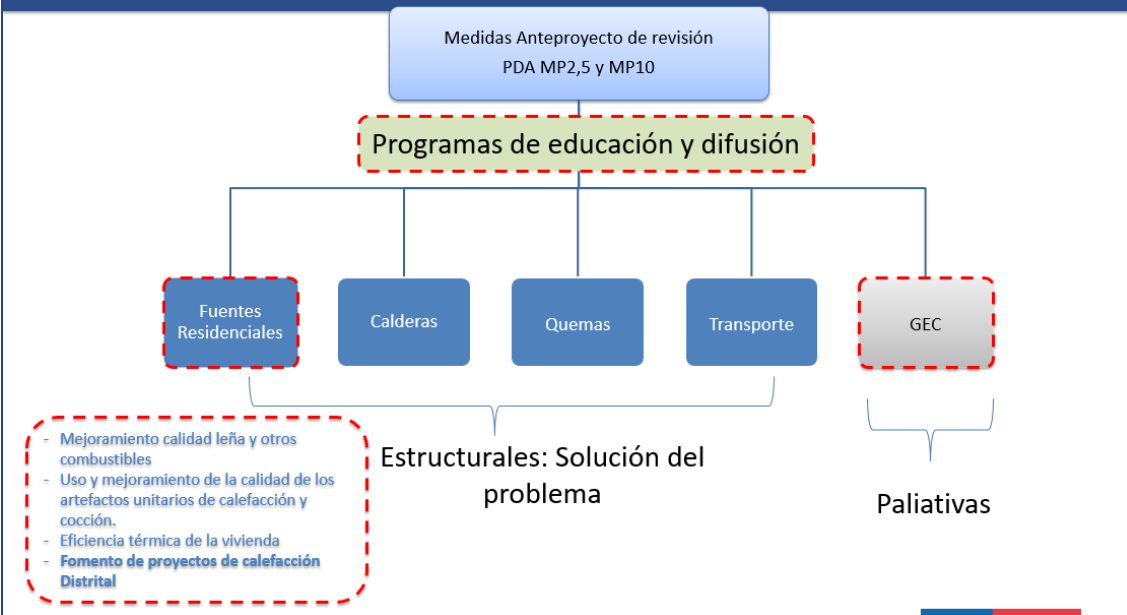 Medidas Anteproyecto de revisión
PDA MP2,5 y MP10
Programas de educación y difusión
Fuentes
Residenciales
Calderas
Quemas
Transporte
GEC
- Mejoramiento calidad leña y otros
combustibles
- Uso y mejoramiento de la calidad de los
artefactos unitarios de calefacción y
cocción.
- Eficiencia térmica de la vivienda
- Fomento de proyectos de calefacción
Distrital
Estructurales: Solución del
problema
Paliativas